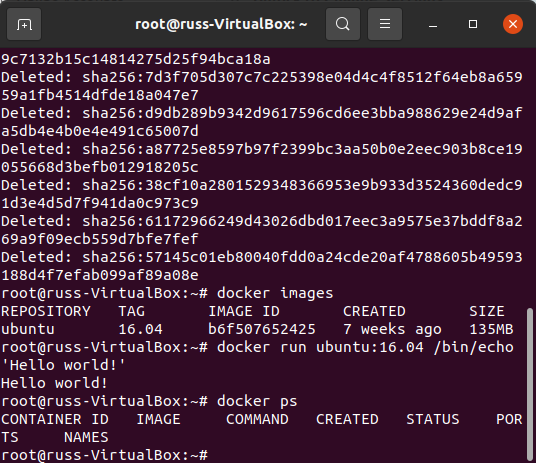 root@russ-VirtualBox: ~
9c7132b15c14814275d25f94bca18a
Deleted: sha256:7d3f705d307c7c225398e04d4c4f8512f64eb8a659
59a1fb4514dfde18a047e7
Deleted: sha256:d9db289b9342d9617596cd6ee3bba988629e24d9af
a5db4e4b0e4e491c65007d
Deleted: sha256:a87725e8597b97f2399bc3aa50b0e2eec903b8ce19
055668d3befb012918205c
Deleted: sha256:38cf10a2801529348366953e9b933d3524360dedc9
1d3e4d5d7f941da0c973c9
Deleted: sha256:61172966249d43026dbd017eec3a9575e37bddf8a2
69a9f09ecb559d7bfe7fef
Deleted: sha256:57145c01eb80040fdd0a24cde20af4788605b49593
188d4f7efab099af89a08e
root@russ-VirtualBox:~# docker images
REPOSITORY   TAG       IMAGE ID       CREATED       SIZE
ubuntu       16.04     b6f507652425   7 weeks ago   135MB
root@russ-VirtualBox:~# docker run ubuntu:16.04 /bin/echo
'Hello world!'
Hello world!
root@russ-VirtualBox:~# docker ps
CONTAINER ID   IMAGE     COMMAND   CREATED   STATUS    POR
TS     NAMES
root@russ-VirtualBox:~#